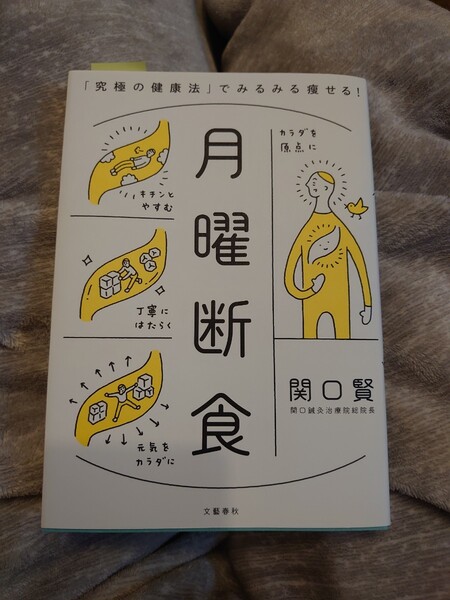 「究極の健康法」でみるみる痩せる!
月曜断食
キチンと
やすむ
丁寧に
はたらく
元気を
カラダに
カラダを
原点に
関口賢
関口鍼灸治療院総院長
文藝春秋